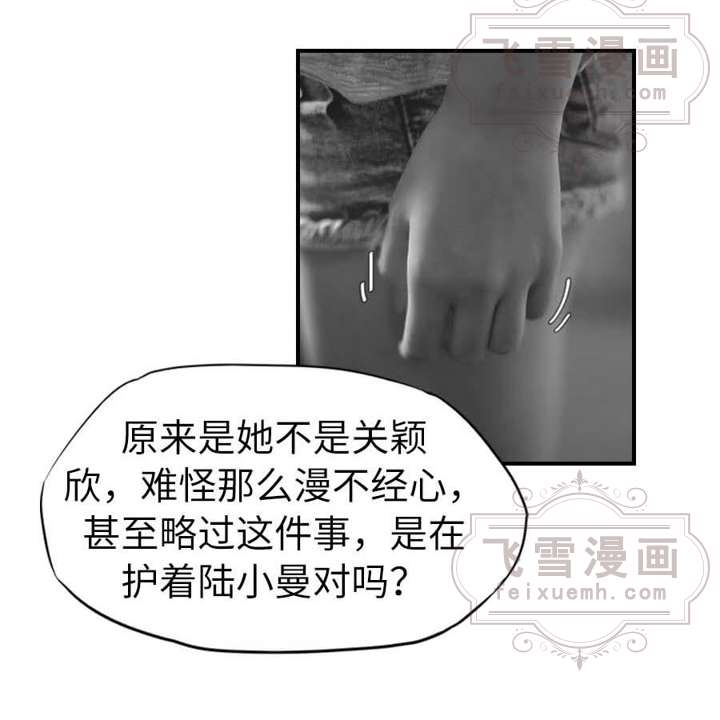 飞雪漫画
feixuemh.com
原来是她不是关颖
欣，难怪那么漫不经心，
甚至略过这件事，是在
护着陆小曼对吗？
飞雪漫画
feixuemh.com